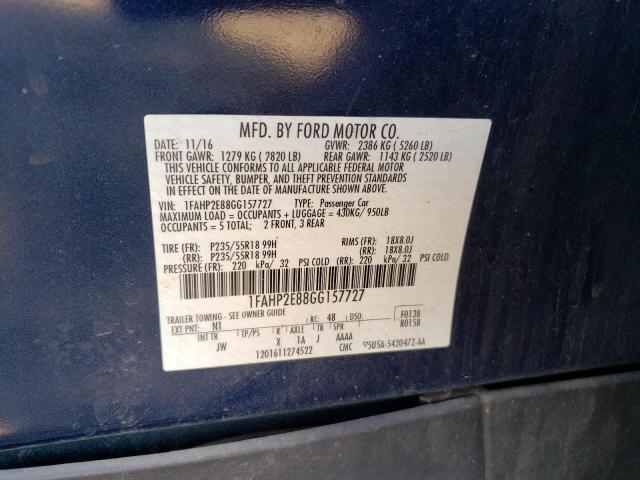 MFD. BY FORD MOTOR CO.
DATE: 11/16 GVWR: 2386 KG ( 5260 LB)
FRONT GAWR: 1279 KG ( 2820 LB) REAR GAWR: 1143 KG ( 2520 LB)
THIS VEHICLE CONFORMS TO ALL APPLICABLE FEDERAL MOTOR
VEHICLE SAFETY, BUMPER, AND THEFT PREVENTION STANDARDS
IN EFFECT ON THE DATE OF MANUFACTURE SHOWN ABOVE.
VIN: 1FAHP2E88GG157727 TYPE: Passenger Car
MAXIMUM LOAD = OCCUPANTS + LUGGAGE = 430KG/ 950LB
OCCUPANTS = 5 TOTAL; 2 FRONT, 3 REAR
TIRE (FR): P235/55R18 99H RIMS (FR): 18X8.0J
(RR): P235/55R18 99H (RR): 18X8.0J
PRESSURE (FR): 220 kPa/ 32 PSI COLD (RR): 220 kPa/ 32 PSI COLD
1FAHP2E88GG157727
TRAILER TOWING - SEE OWNER GUIDE
EXT PNT: N1 RC: 48 DSO: F0138
R0158
INT TR TP/PS R AXLE TR SPR
JW X 1A J AAAA
1201611274522 CMC 5U5A-5420472-AA